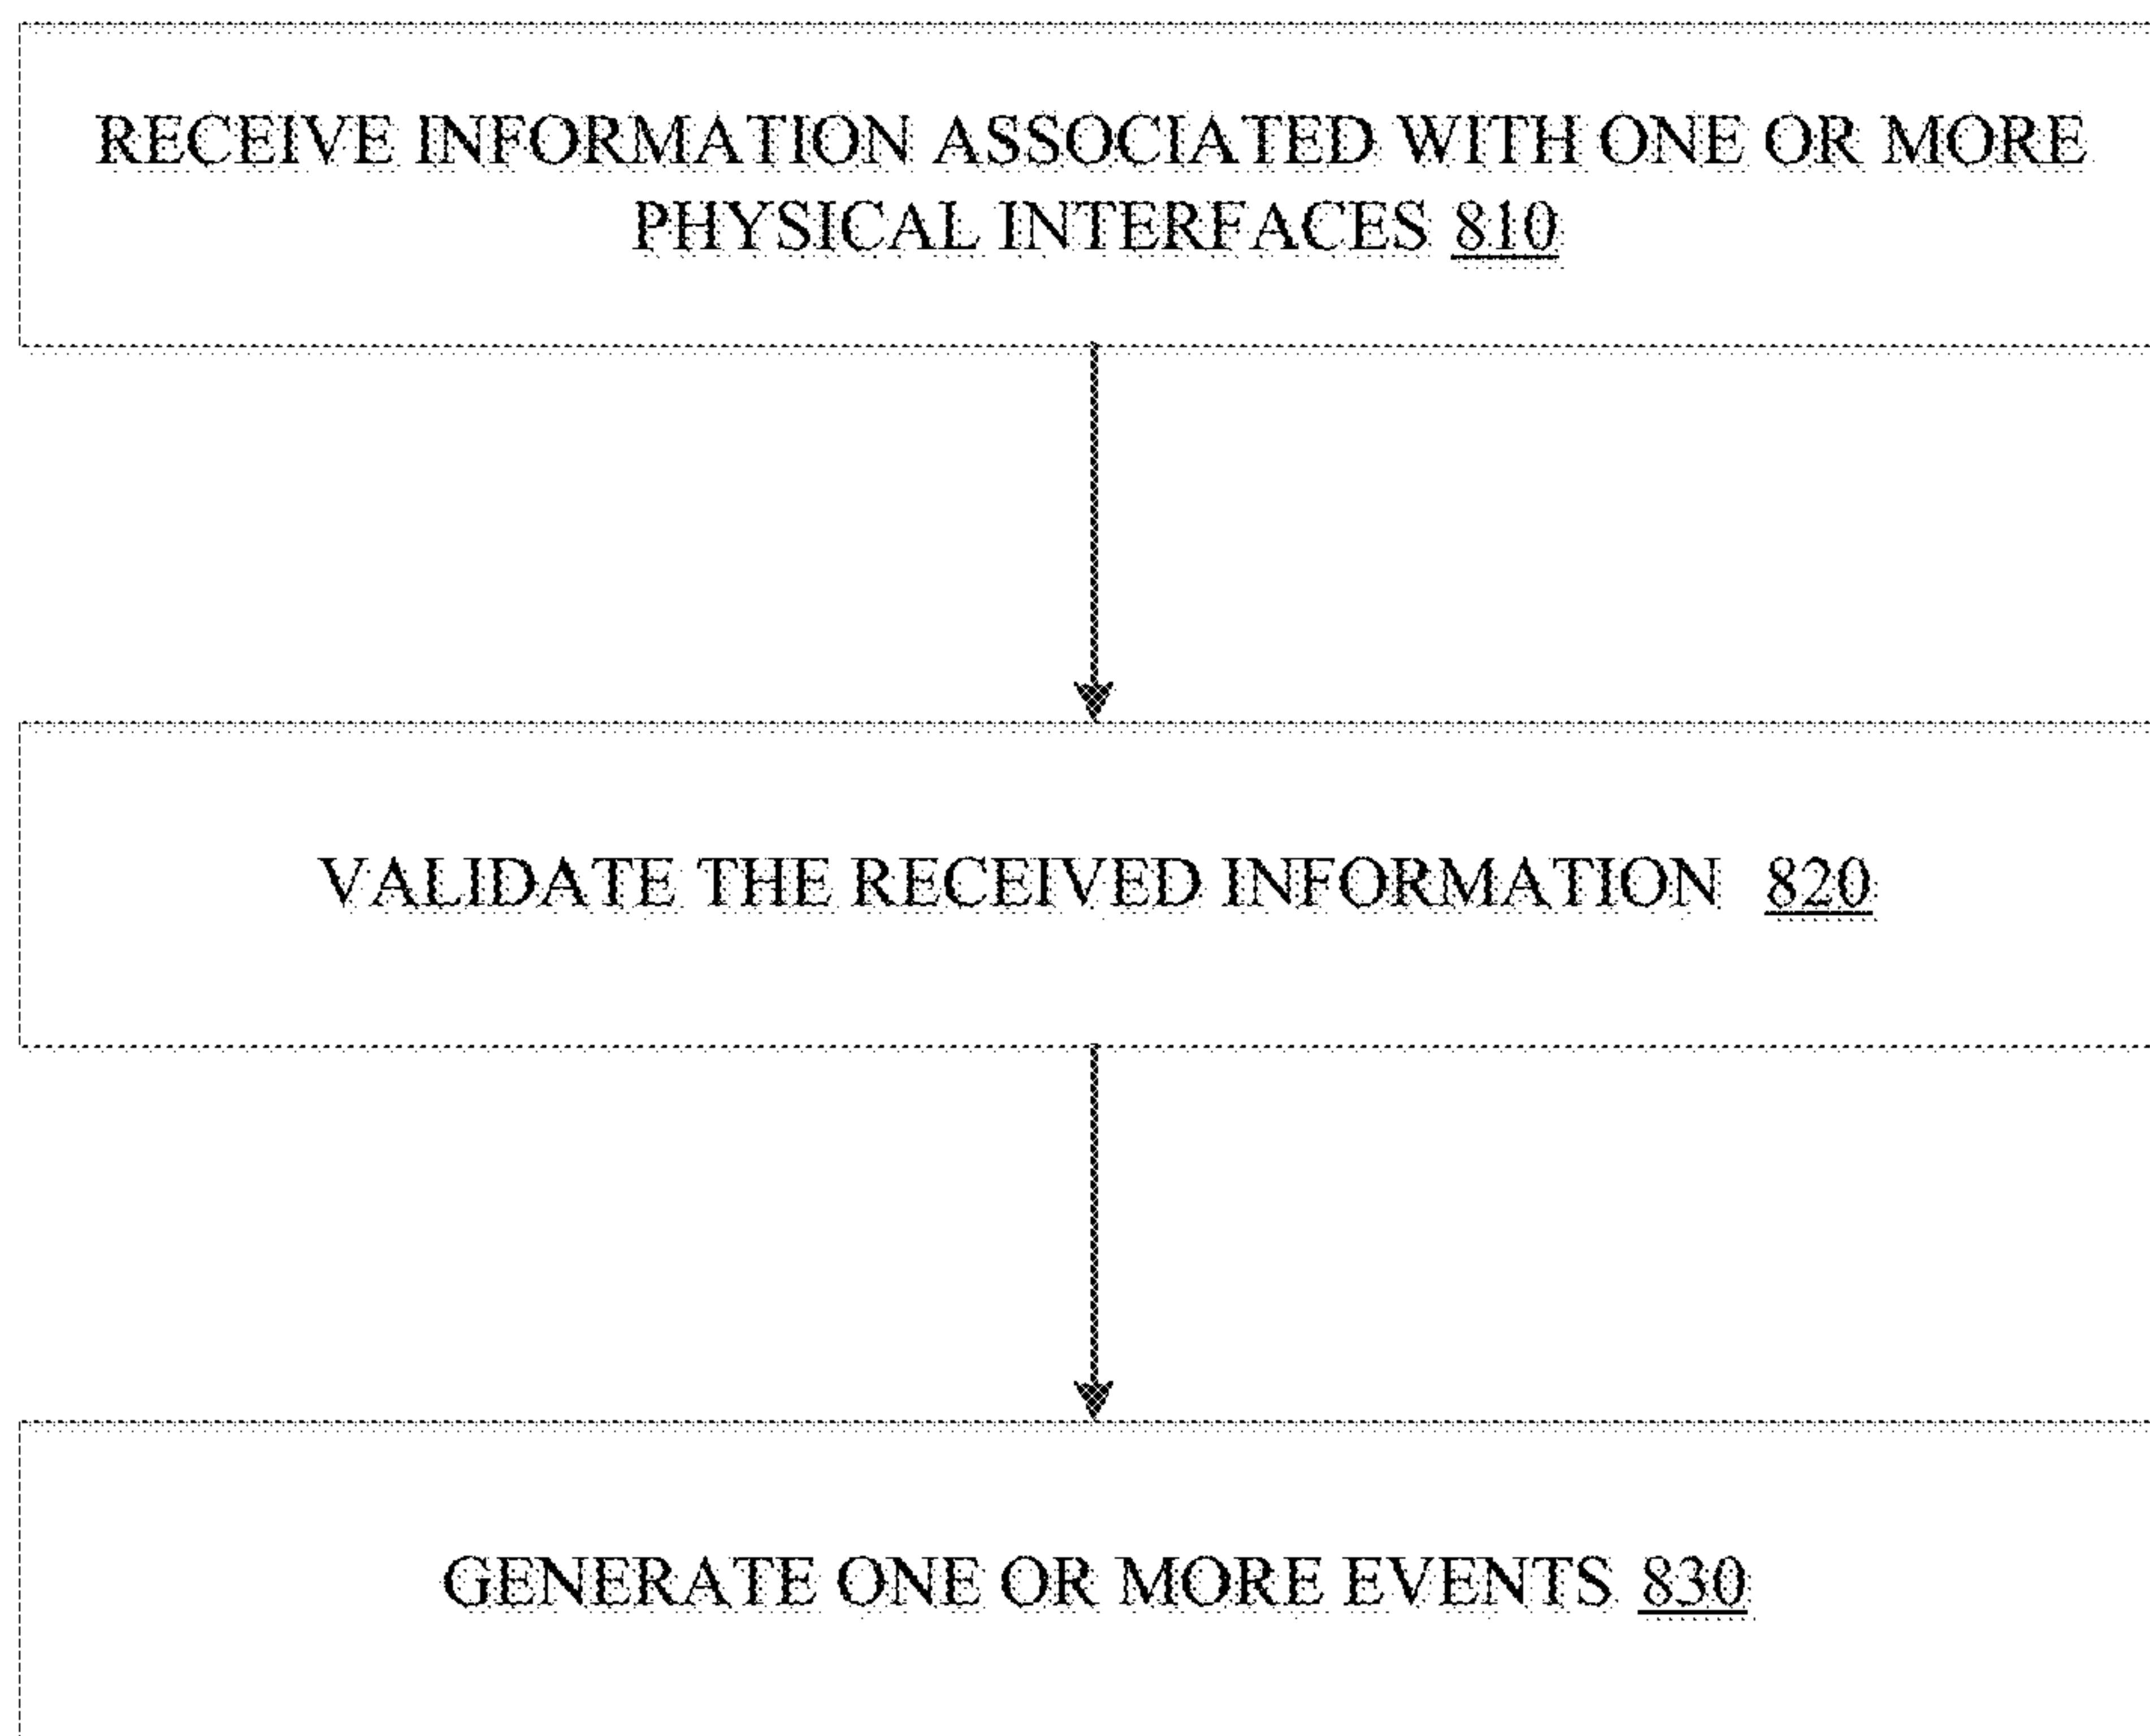 RECEIVE INFORMATION ASSOCIATED WITH ONE OR MORE
PHYSICAL INTERFACES 810
VALIDATE THE RECEIVED INFORMATION 820
GENERATE ONE OR MORE EVENTS 830